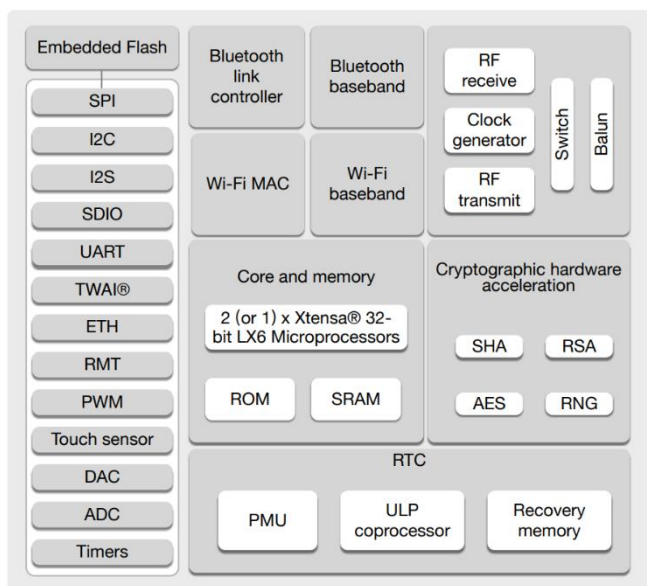 Embedded Flash
SPI
I2C
I2S
SDIO
UART
TWAI®
ETH
RMT
PWM
Touch sensor
DAC
ADC
Timers
Bluetooth
link
controller
Bluetooth
baseband
Wi-Fi MAC
Wi-Fi
baseband
RF
receive
Clock
generator
RF
transmit
Switch
Balun
Core and memory
2 (or 1) x Xtensa® 32-
bit LX6 Microprocessors
ROM
SRAM
Cryptographic hardware
acceleration
SHA
RSA
AES
RNG
RTC
PMU
ULP
coprocessor
Recovery
memory